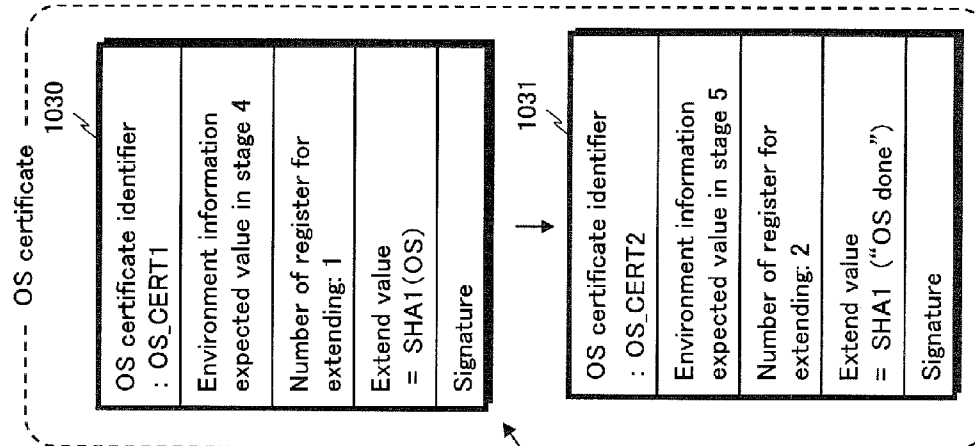 OS certificate
1030
OS certificate identifier
: OS_CERT1
Environment information
expected value in stage 4
Number of register for
extending: 1
Extend value
= SHA1(OS)
Signature
1031
OS certificate identifier
: OS_CERT2
Environment information
expected value in stage 5
Number of register for
extending: 2
Extend value
= SHA1 (“OS done”)
Signature